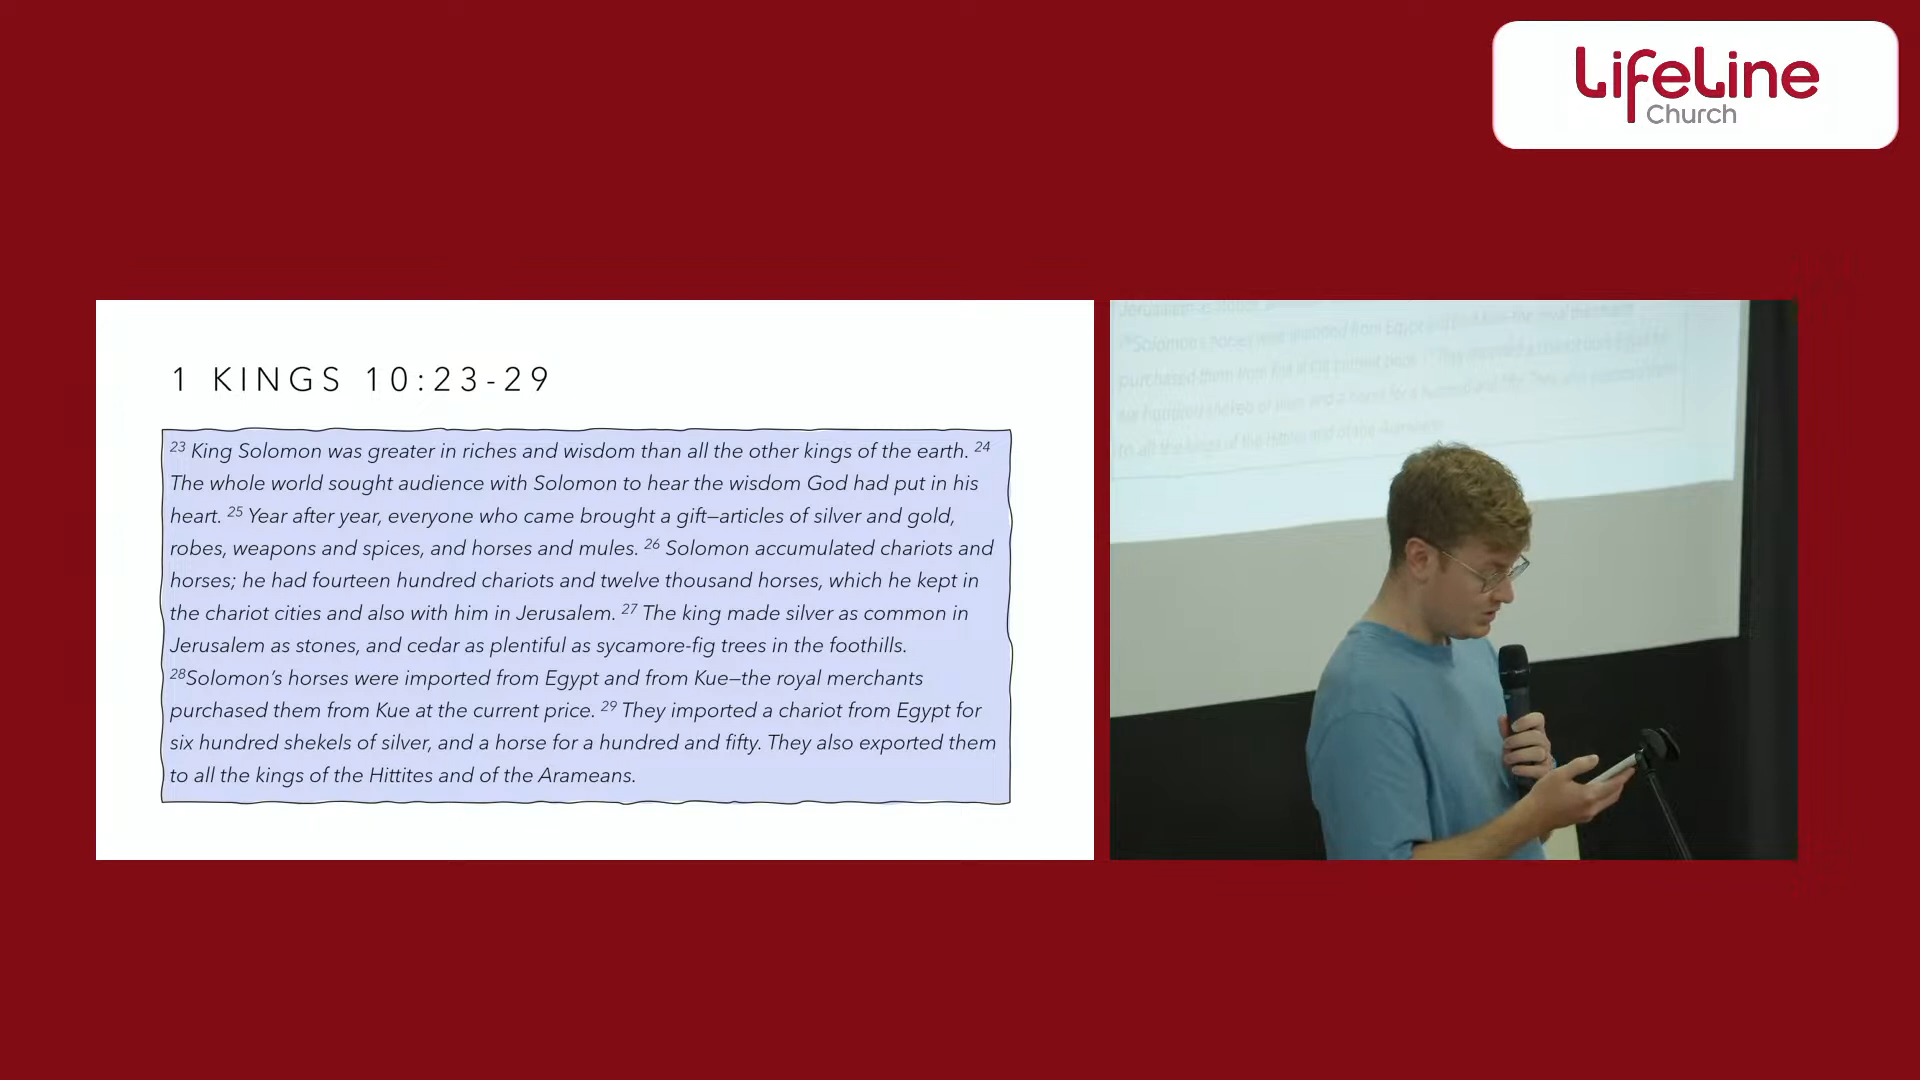 LifeLine
Church
1 KINGS 10:23-29
23 King Solomon was greater in riches and wisdom than all the other kings of the earth. 24
The whole world sought audience with Solomon to hear the wisdom God had put in his
heart. 25 Year after year, everyone who came brought a gift—articles of silver and gold,
robes, weapons and spices, and horses and mules. 26 Solomon accumulated chariots and
horses; he had fourteen hundred chariots and twelve thousand horses, which he kept in
the chariot cities and also with him in Jerusalem. 27 The king made silver as common in
Jerusalem as stones, and cedar as plentiful as sycamore-fig trees in the foothills.
28Solomon’s horses were imported from Egypt and from Kue—the royal merchants
purchased them from Kue at the current price. 29 They imported a chariot from Egypt for
six hundred shekels of silver, and a horse for a hundred and fifty. They also exported them
to all the kings of the Hittites and of the Arameans.